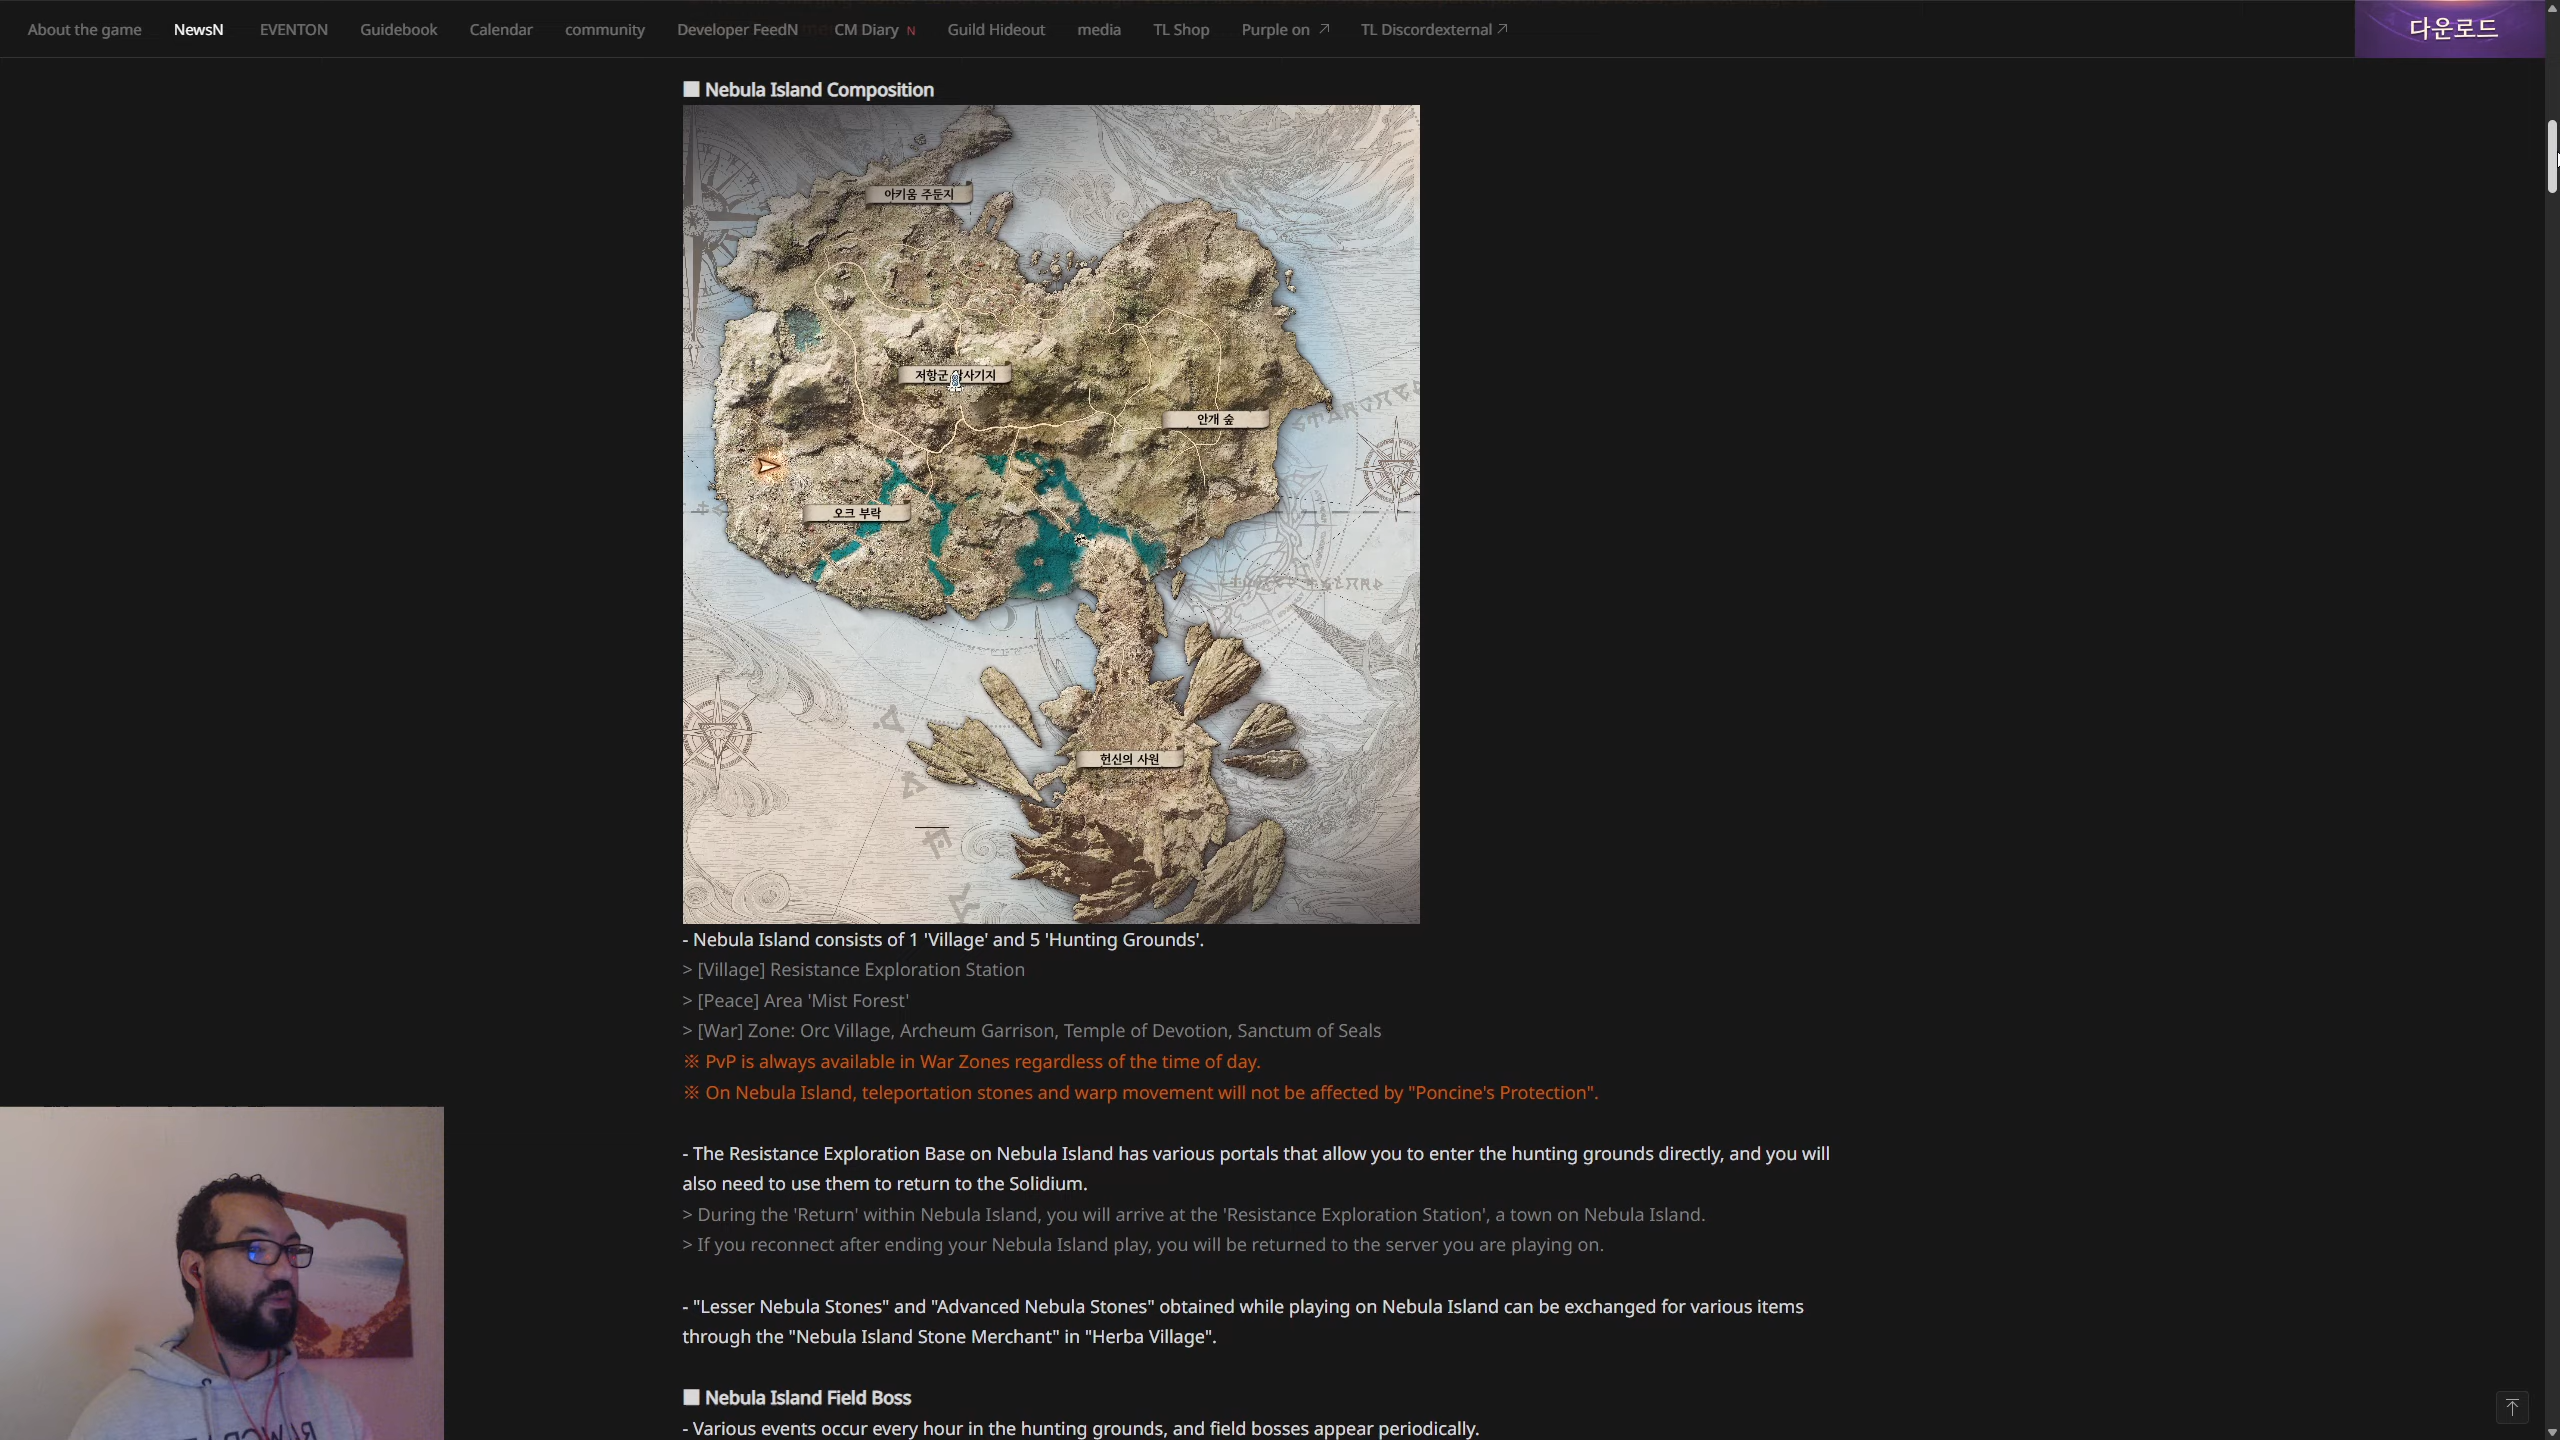 About the game NewsN EVENTON Guidebook Calendar community Developer FeedN CM Diary N Guild Hideout media TL Shop Purple on TL Discordexternal 다운로드
Nebula Island Composition
아키움 주둔지
저항군 사기지
안개 숲
오크 부락
헌신의 사원
- Nebula Island consists of 1 'Village' and 5 'Hunting Grounds'.
> [Village] Resistance Exploration Station
> [Peace] Area 'Mist Forest'
> [War] Zone: Orc Village, Archeum Garrison, Temple of Devotion, Sanctum of Seals
※ PvP is always available in War Zones regardless of the time of day.
※ On Nebula Island, teleportation stones and warp movement will not be affected by "Poncine's Protection".
- The Resistance Exploration Base on Nebula Island has various portals that allow you to enter the hunting grounds directly, and you will
also need to use them to return to the Solidium.
> During the 'Return' within Nebula Island, you will arrive at the 'Resistance Exploration Station', a town on Nebula Island.
> If you reconnect after ending your Nebula Island play, you will be returned to the server you are playing on.
- "Lesser Nebula Stones" and "Advanced Nebula Stones" obtained while playing on Nebula Island can be exchanged for various items
through the "Nebula Island Stone Merchant" in "Herba Village".
Nebula Island Field Boss
- Various events occur every hour in the hunting grounds, and field bosses appear periodically.